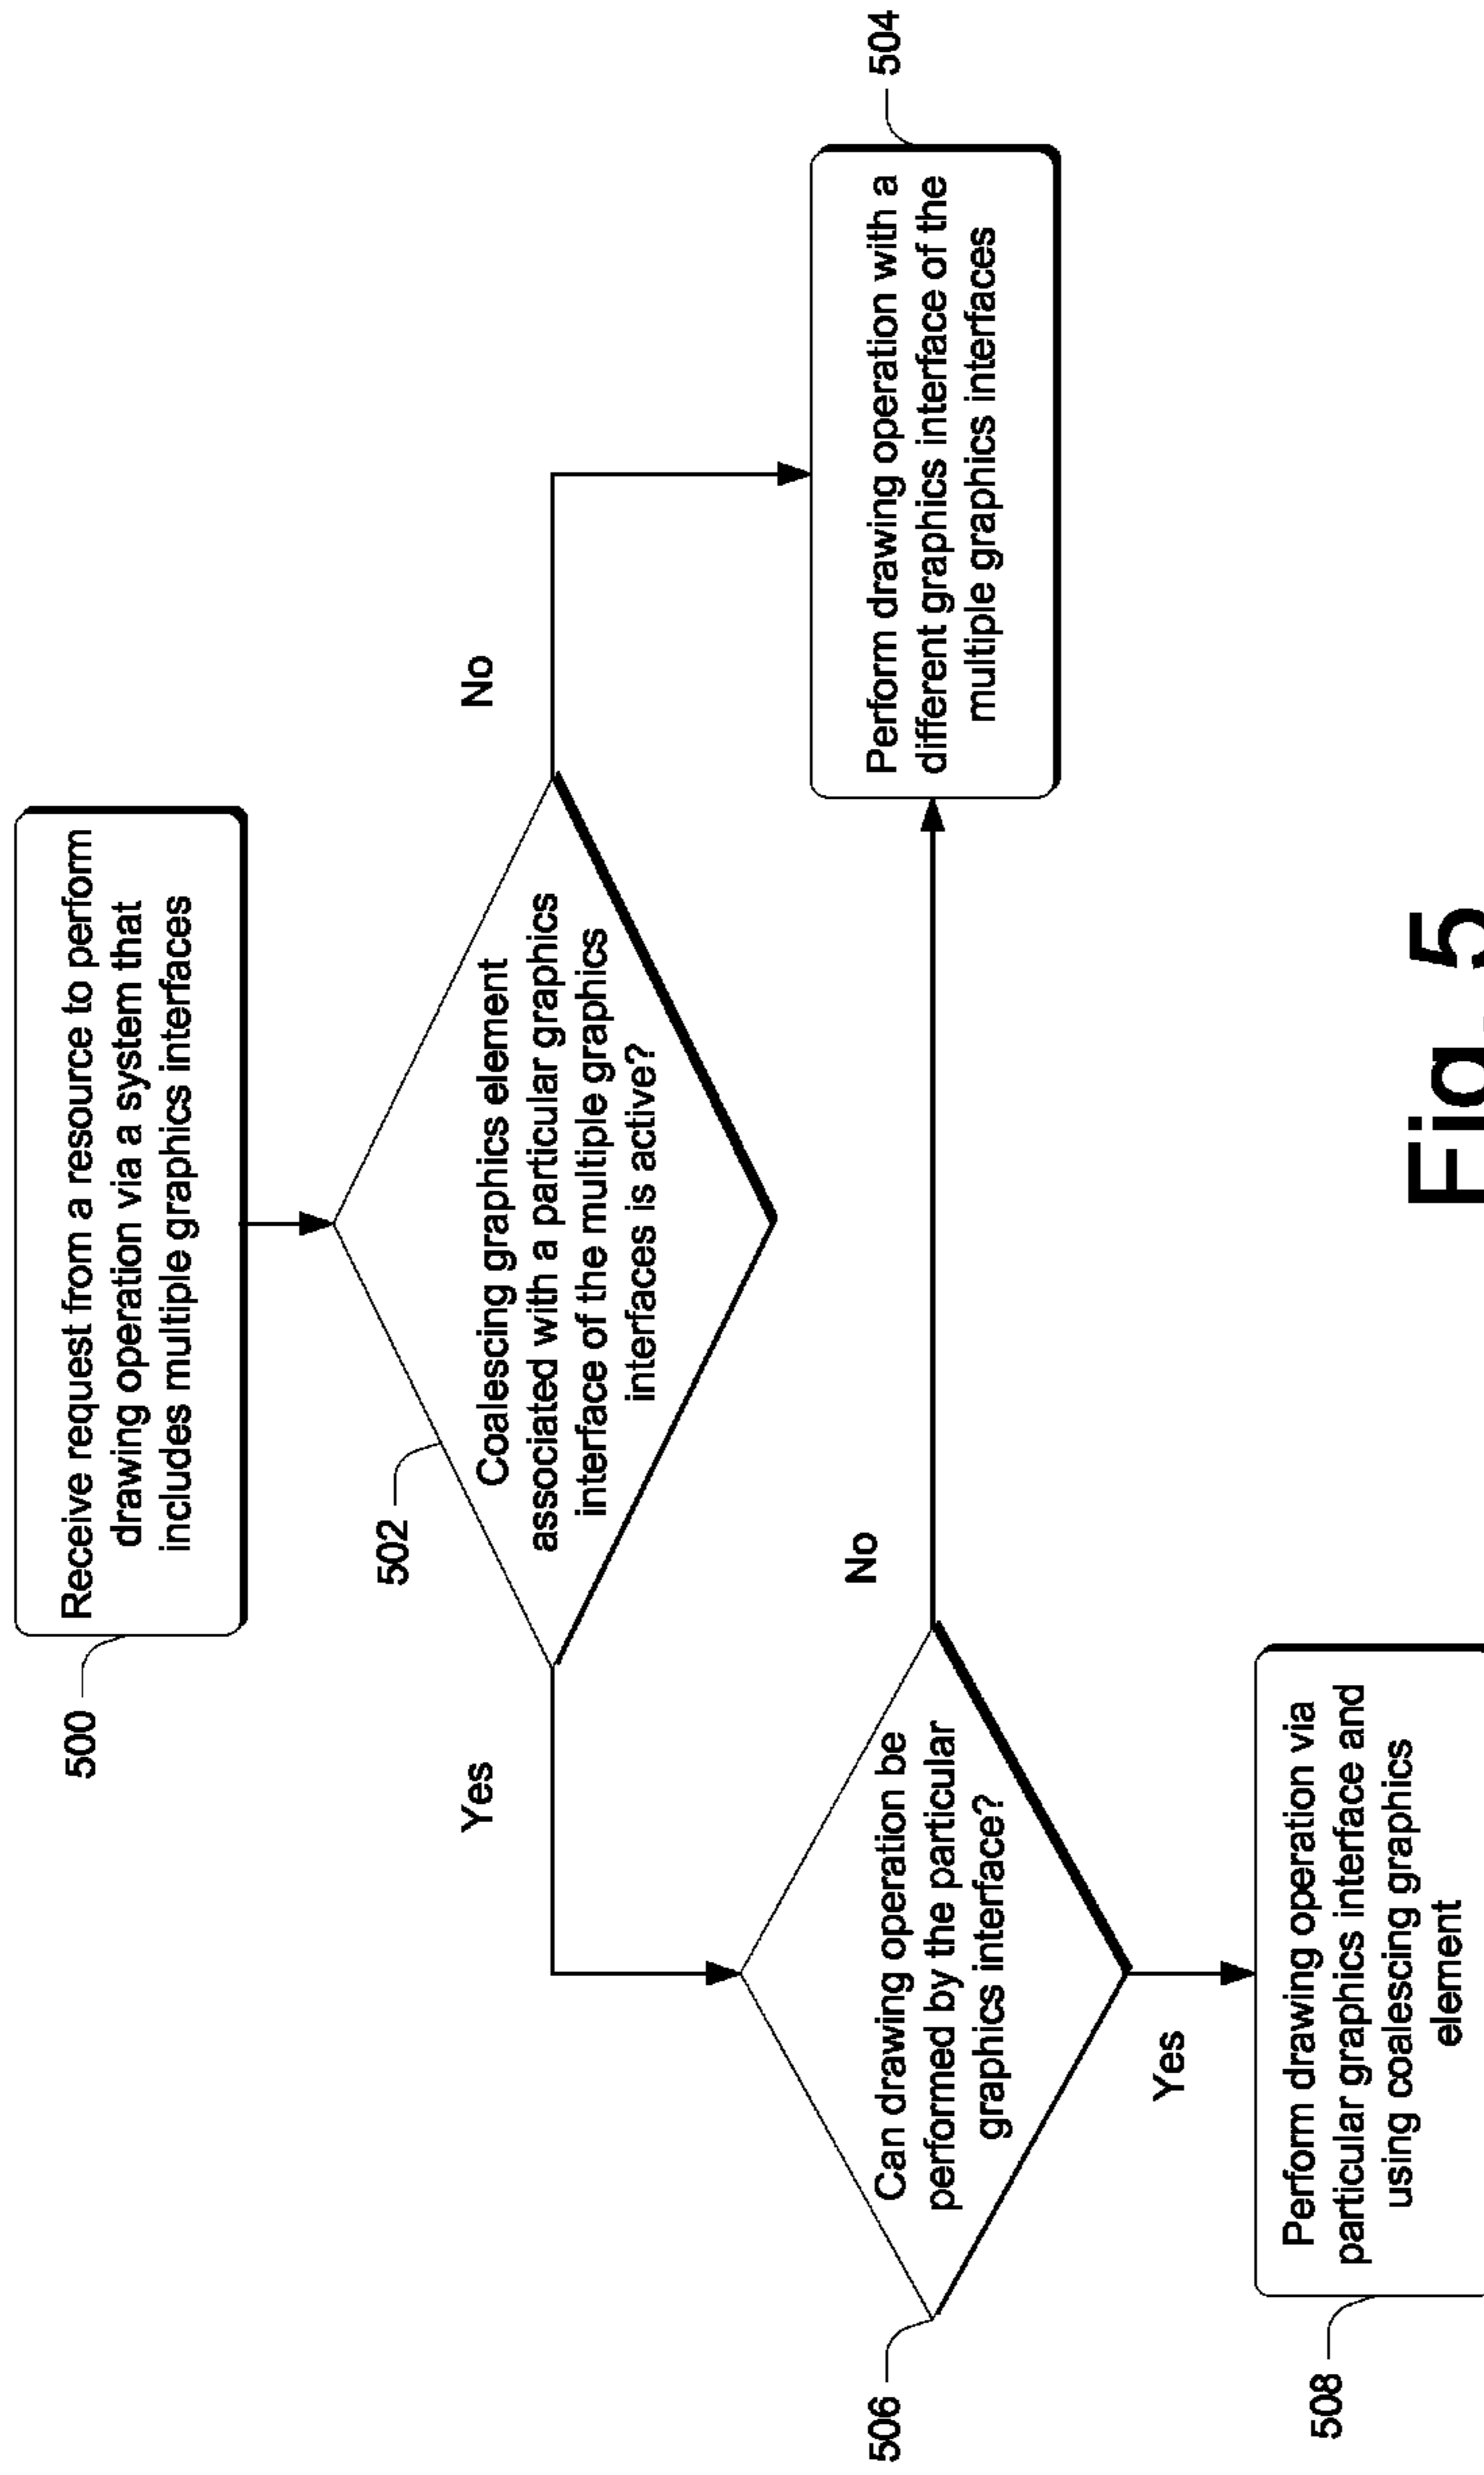 500
Receive request from a resource to perform
drawing operation via a system that
includes multiple graphics interfaces
502
Coalescing graphics element
associated with a particular graphics
interface of the multiple graphics
interfaces is active?
Yes
No
504
Perform drawing operation with a
different graphics interface of the
multiple graphics interfaces
506
Can drawing operation be
performed by the particular
graphics interface?
No
Yes
508
Perform drawing operation via
particular graphics interface and
using coalescing graphics
element
Fig. 5